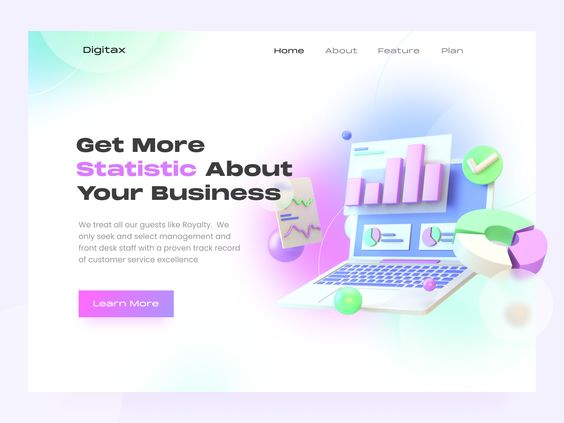 Digitax
Home About Feature Plan
Get More
Statistic About
Your Business
We treat all our guests like Royalty. We
only seek and select management and
front desk staff with a proven track record
of customer service excellence
Learn More